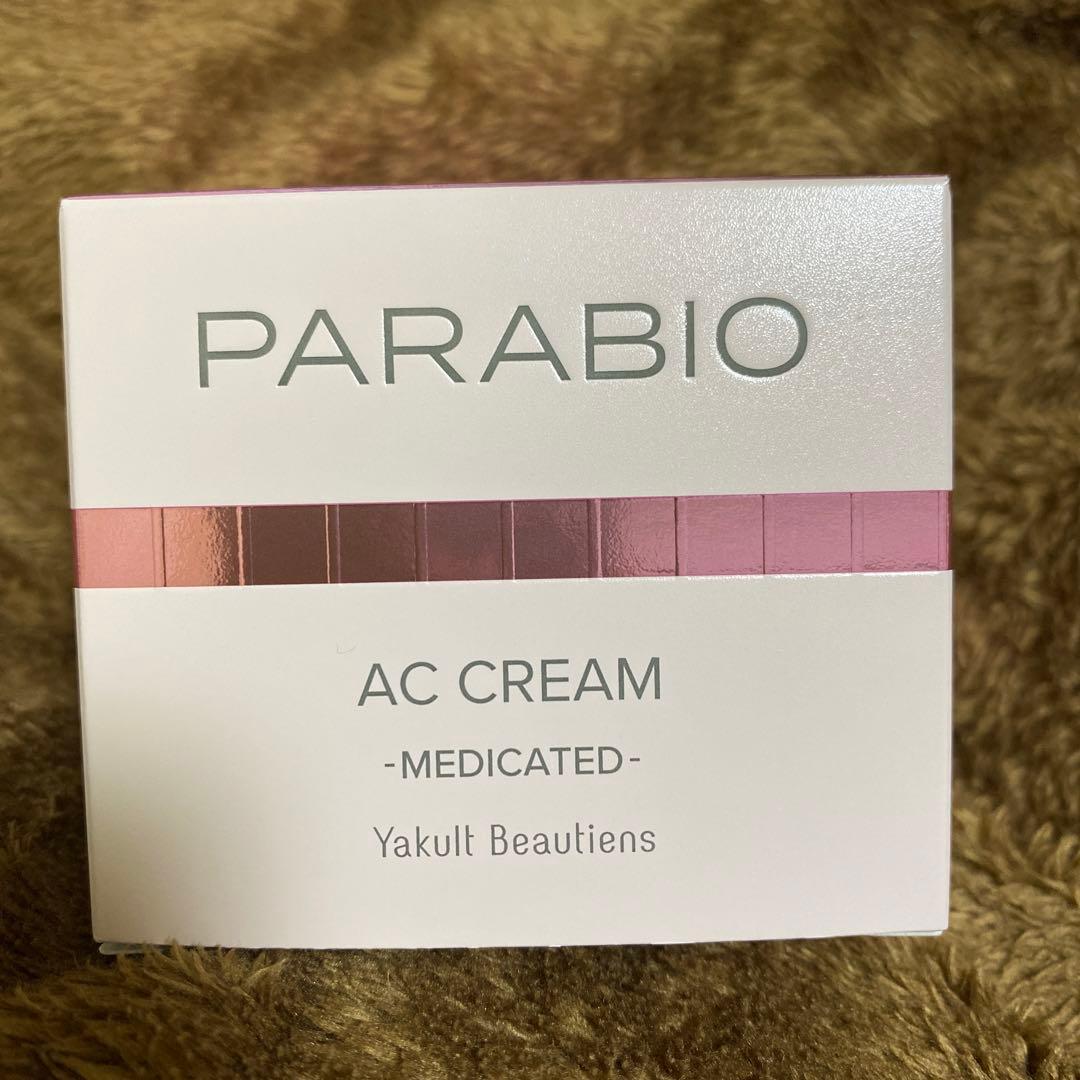 PARABIO
AC CREAM
-MEDICATED-
Yakult Beautiens